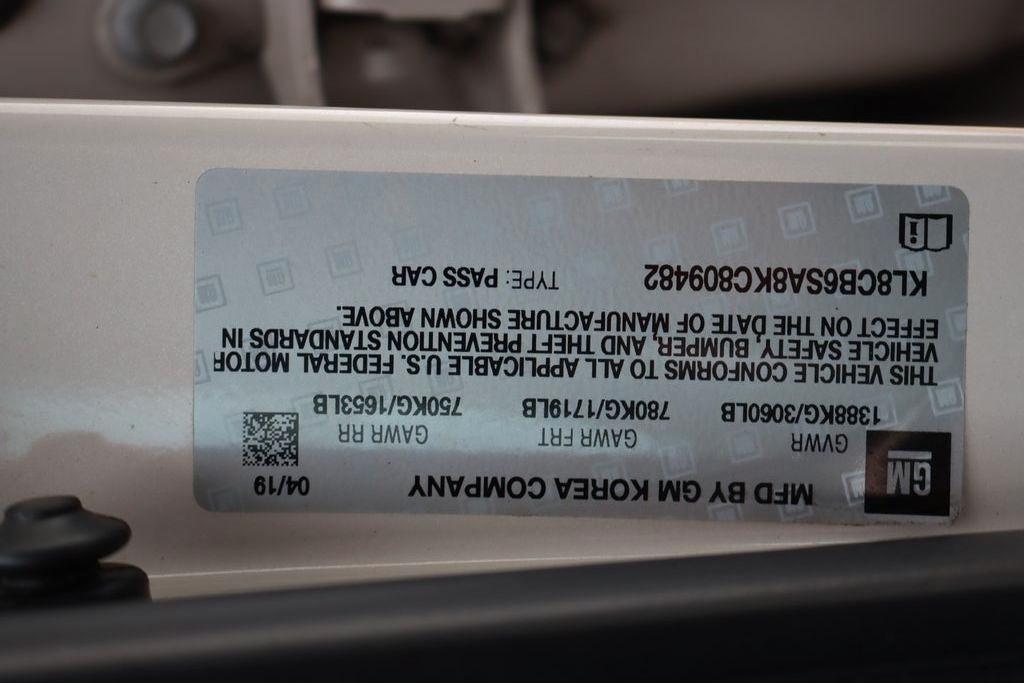 GM
MFD BY GM KOREA COMPANY
04/19
GVWR
GAWR FRT
GAWR RR
1388KG/3060LB
780KG/1719LB
750KG/1653LB
THIS VEHICLE CONFORMS TO ALL APPLICABLE U.S. FEDERAL MOTOR
VEHICLE SAFETY, BUMPER, AND THEFT PREVENTION STANDARDS IN
EFFECT ON THE DATE OF MANUFACTURE SHOWN ABOVE.
KL8CB6SA8KC809482
TYPE: PASS CAR